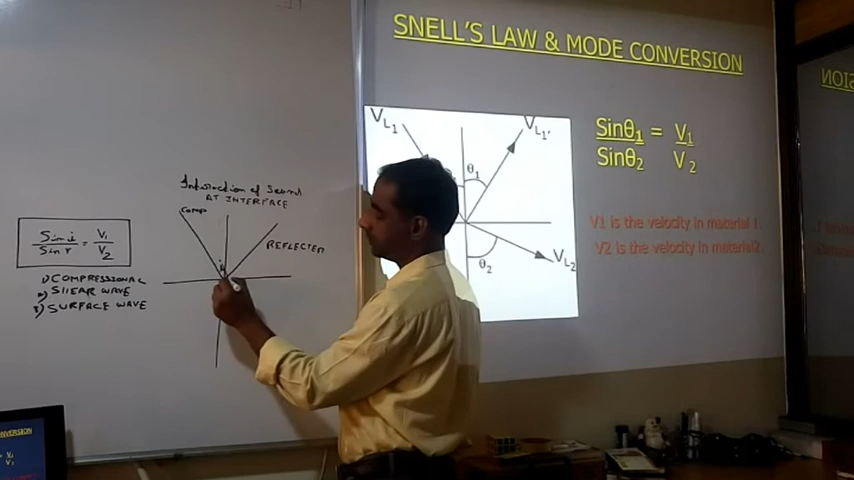 SNELL'S LAW & MODE CONVERSION
VL1
VL1'
θ1
θ2
VL2
Sinθ1 = V1
Sinθ2 V2
V1 is the velocity in material 1.
V2 is the velocity in material 2.
Interaction of Sound
AT INTERFACE
Comp
REFLECTED
i
Sin i = V1
Sin r V2
1) COMPRESSIONAL
2) SHEAR WAVE
3) SURFACE WAVE